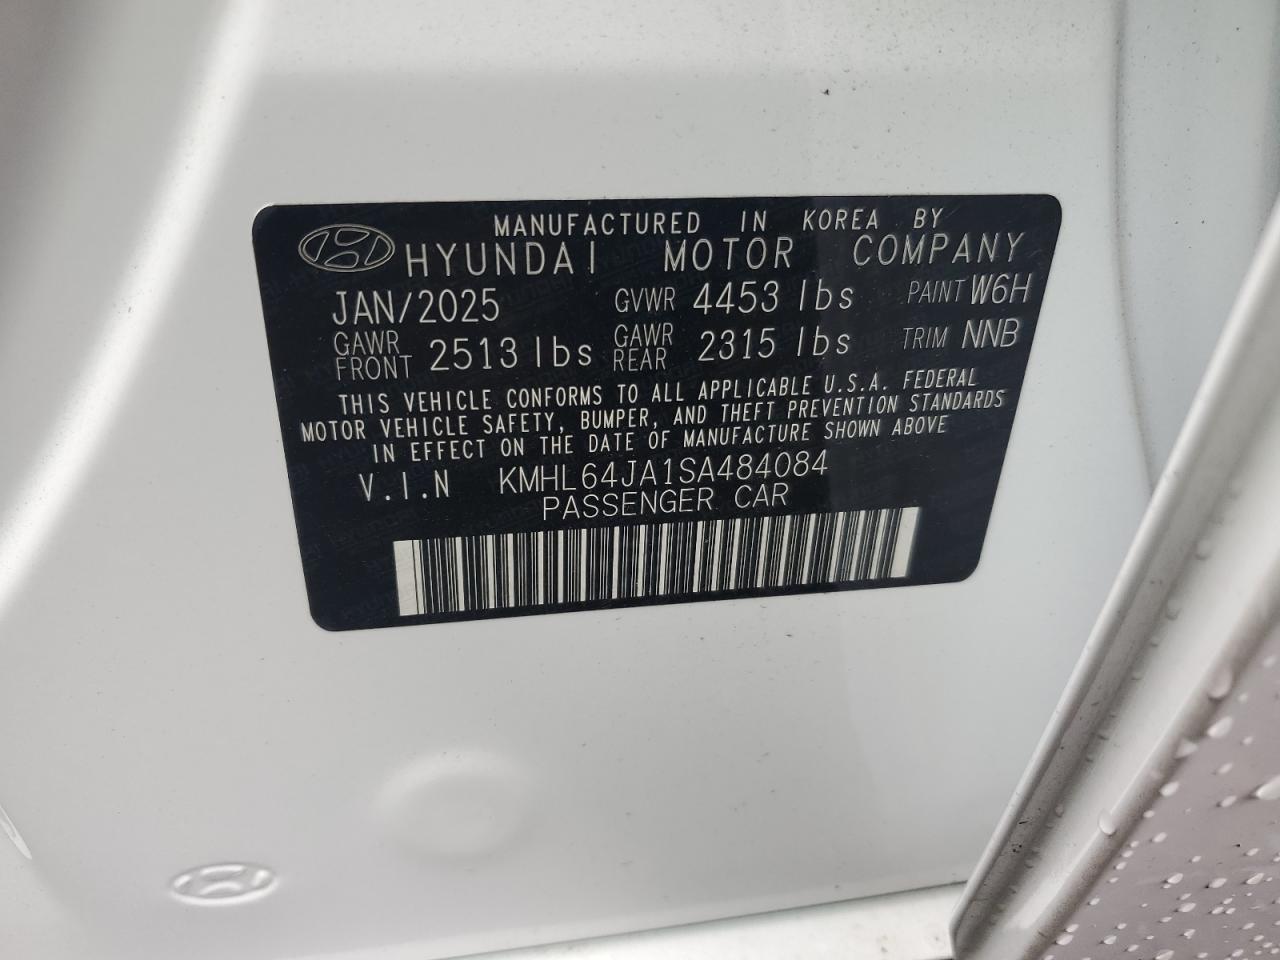 MANUFACTURED IN KOREA BY
HYUNDAI MOTOR COMPANY
JAN/2025 GVWR 4453 lbs PAINT W6H
GAWR FRONT 2513 lbs GAWR REAR 2315 lbs TRIM NNB
THIS VEHICLE CONFORMS TO ALL APPLICABLE U.S.A. FEDERAL
MOTOR VEHICLE SAFETY, BUMPER, AND THEFT PREVENTION STANDARDS
IN EFFECT ON THE DATE OF MANUFACTURE SHOWN ABOVE
V.I.N KMHL64JA1SA484084
PASSENGER CAR